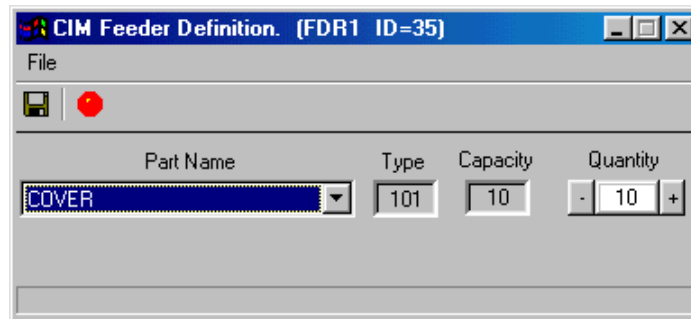 CIM Feeder Definition. (FDR1 ID=35)
File
Part Name Type Capacity Quantity
COVER 101 10 - 10 +